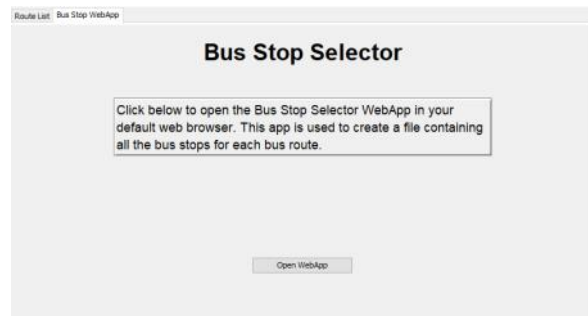 Route List Bus Stop WebApp
Bus Stop Selector
Click below to open the Bus Stop Selector WebApp in your
default web browser. This app is used to create a file containing
all the bus stops for each bus route.
Open WebApp